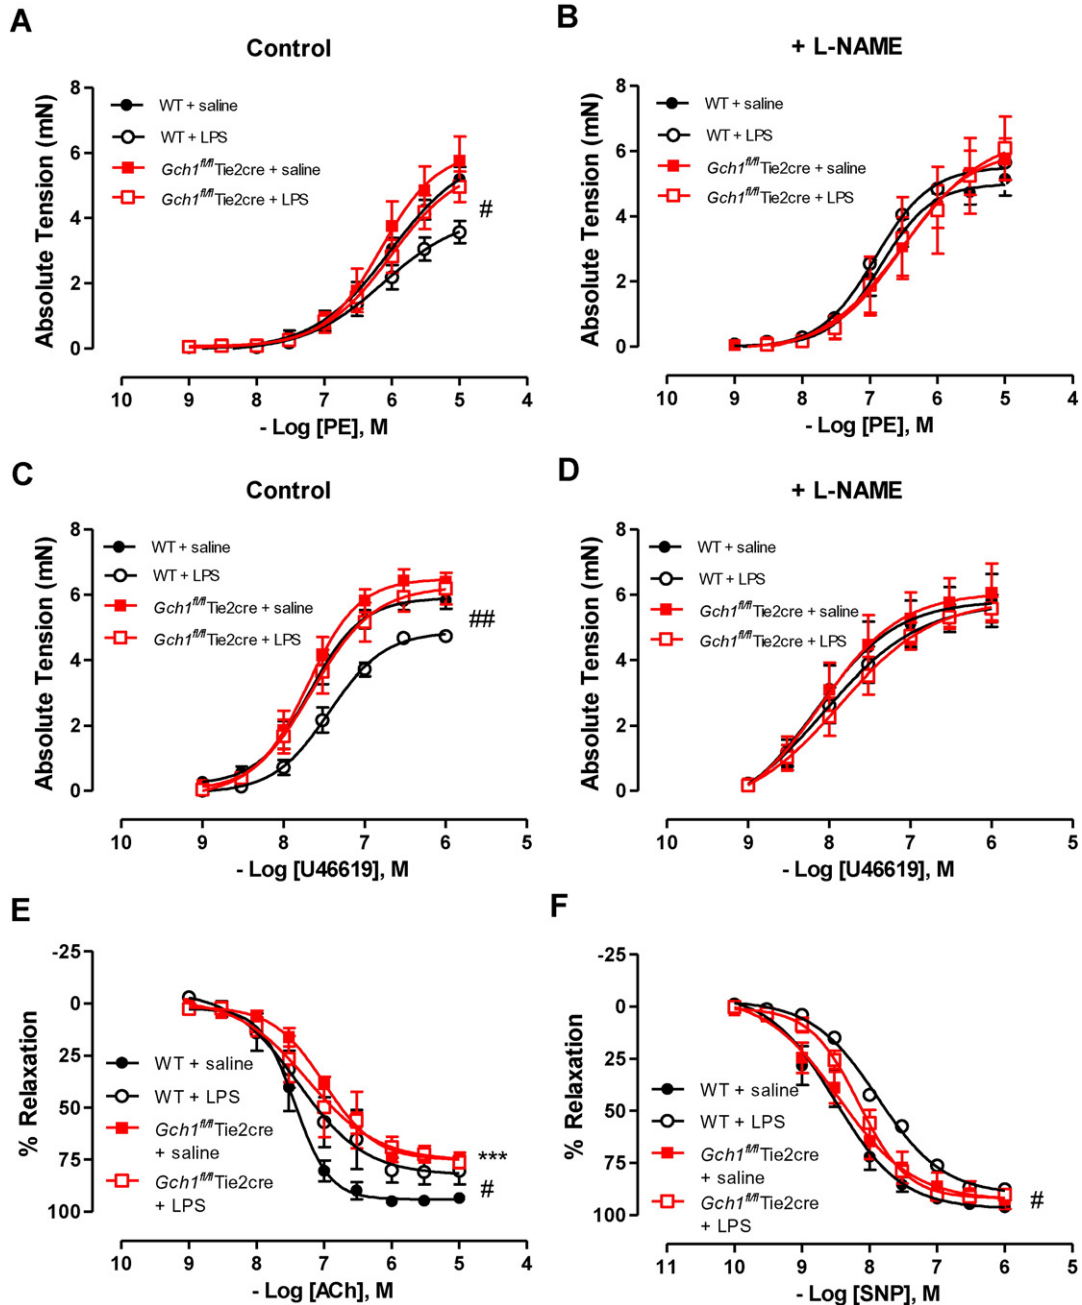 A
Control
Absolute Tension (mN)
8
6
4
2
0
WT + saline
WT + LPS
Gch1fl/flTie2cre + saline
Gch1fl/flTie2cre + LPS
#
10 9 8 7 6 5 4
- Log [PE], M
B
+ L-NAME
Absolute Tension (mN)
8
6
4
2
0
WT + saline
WT + LPS
Gch1fl/flTie2cre + saline
Gch1fl/flTie2cre + LPS
10 9 8 7 6 5 4
- Log [PE], M
C
Control
Absolute Tension (mN)
8
6
4
2
0
WT + saline
WT + LPS
Gch1fl/flTie2cre + saline
Gch1fl/flTie2cre + LPS
##
10 9 8 7 6 5
- Log [U46619], M
D
+ L-NAME
Absolute Tension (mN)
8
6
4
2
0
WT + saline
WT + LPS
Gch1fl/flTie2cre + saline
Gch1fl/flTie2cre + LPS
10 9 8 7 6 5
- Log [U46619], M
E
% Relaxation
-25
0
25
50
75
100
WT + saline
WT + LPS
Gch1fl/flTie2cre
+ saline
Gch1fl/flTie2cre
+ LPS
***
#
10 9 8 7 6 5 4
- Log [ACh], M
F
% Relaxation
-25
0
25
50
75
100
WT + saline
WT + LPS
Gch1fl/flTie2cre
+ saline
Gch1fl/flTie2cre
+ LPS
#
11 10 9 8 7 6 5
- Log [SNP], M